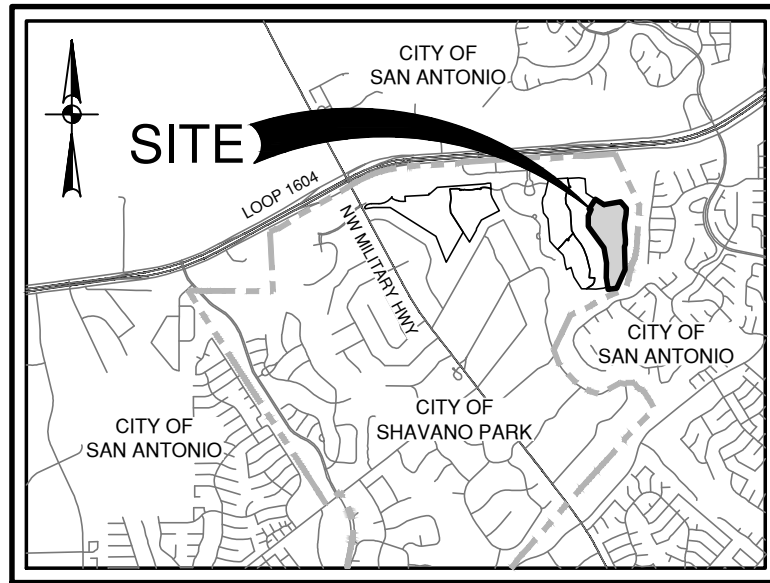 CITY OF
SAN ANTONIO
SITE
LOOP 1604
NW MILITARY HWY
CITY OF
SAN ANTONIO
CITY OF
SHAVANO PARK
CITY OF
SAN ANTONIO